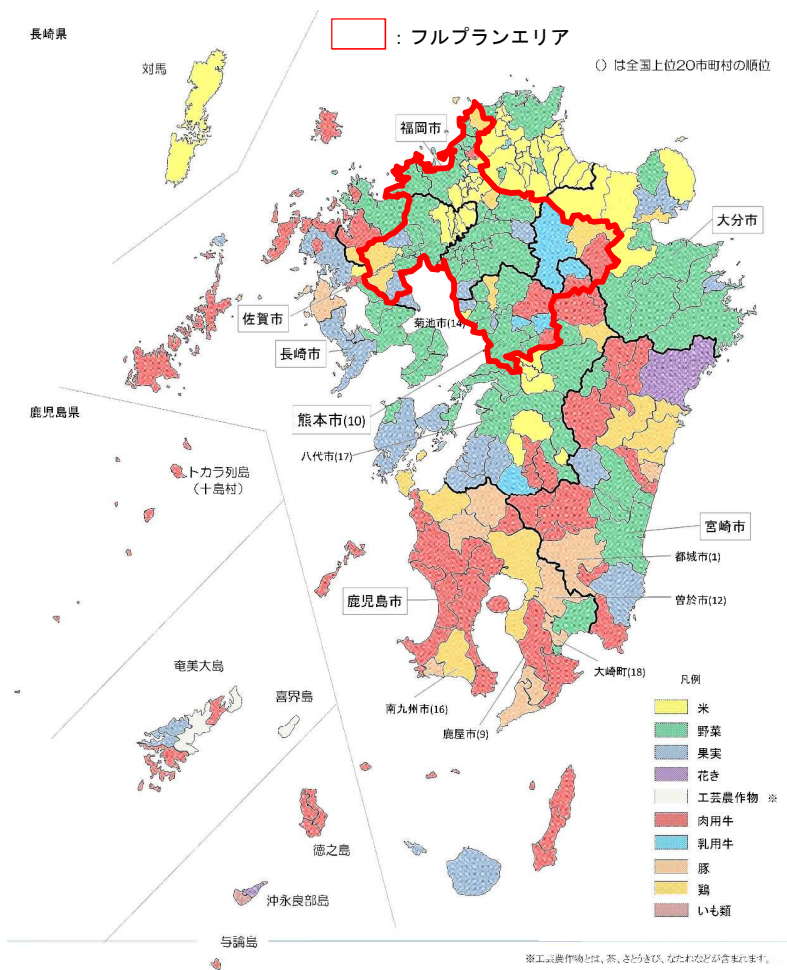 長崎県
：フルプランエリア
対馬
（）は全国上位20市町村の順位
福岡市
大分市
佐賀市
菊池市(14)
長崎市
鹿児島県
熊本市(10)
八代市(17)
トカラ列島
（十島村）
宮崎市
都城市(1)
鹿児島市
曽於市(12)
大崎町(18)
奄美大島
喜界島
南九州市(16)
鹿屋市(9)
凡例
米
野菜
果実
花き
工芸農作物 ※
肉用牛
乳用牛
豚
鶏
いも類
徳之島
沖永良部島
与論島
※工芸農作物とは、茶、さとうきび、なたねなどが含まれます。